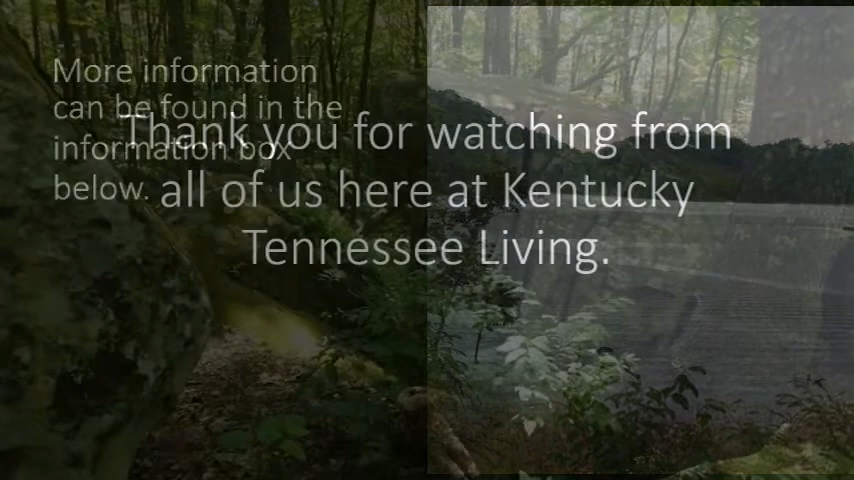 More information
can be found in the
information box
below.
Thank you for watching from
all of us here at Kentucky
Tennessee Living.